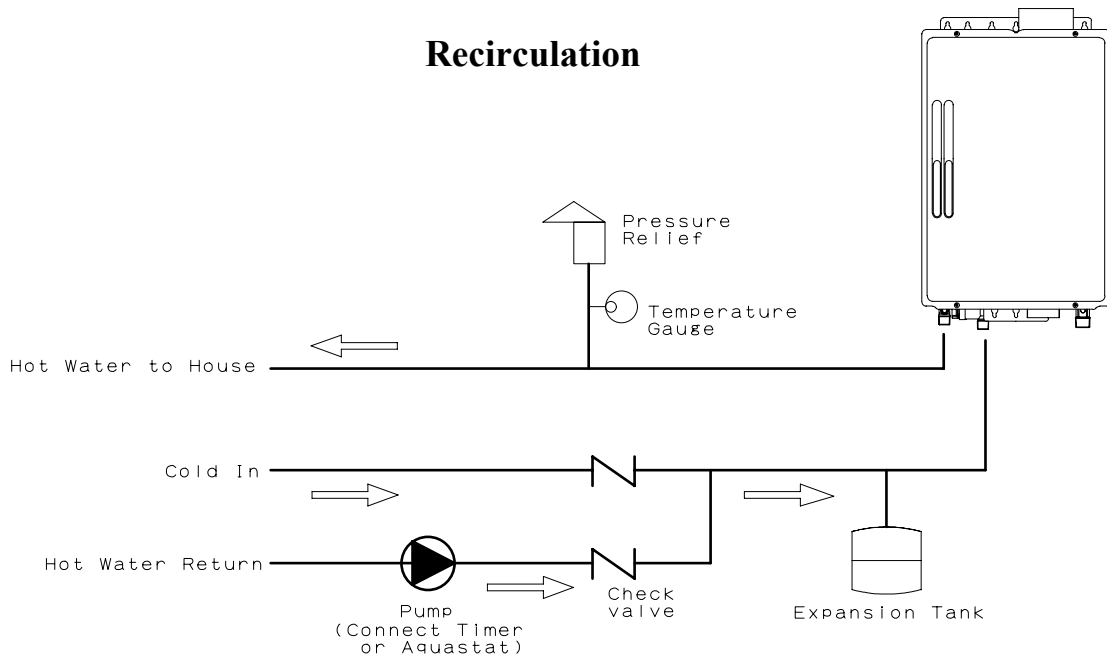 Recirculation
Pressure
Relief
Temperature
Gauge
Hot Water to House
Cold In
Hot Water Return
Check
valve
Pump
(Connect Timer
or Aquastat)
Expansion Tank